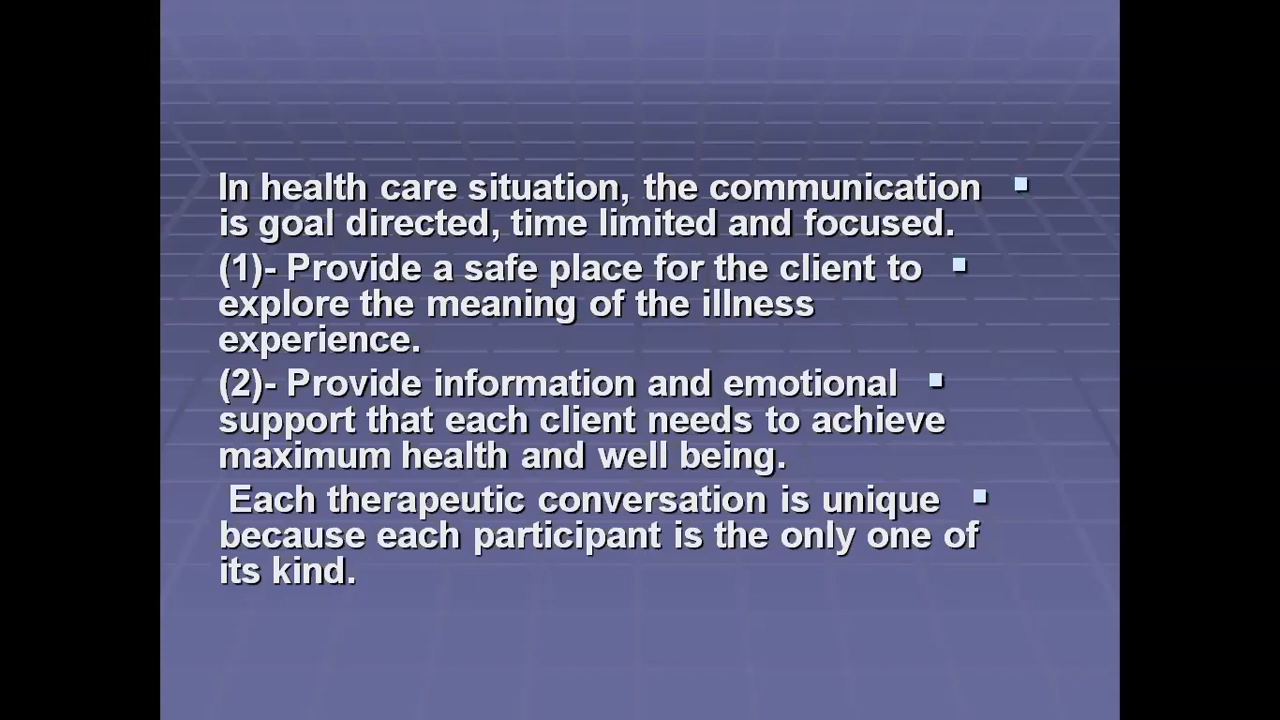 In health care situation, the communication
is goal directed, time limited and focused.
(1)- Provide a safe place for the client to
explore the meaning of the illness
experience.
(2)- Provide information and emotional
support that each client needs to achieve
maximum health and well being.
Each therapeutic conversation is unique
because each participant is the only one of
its kind.